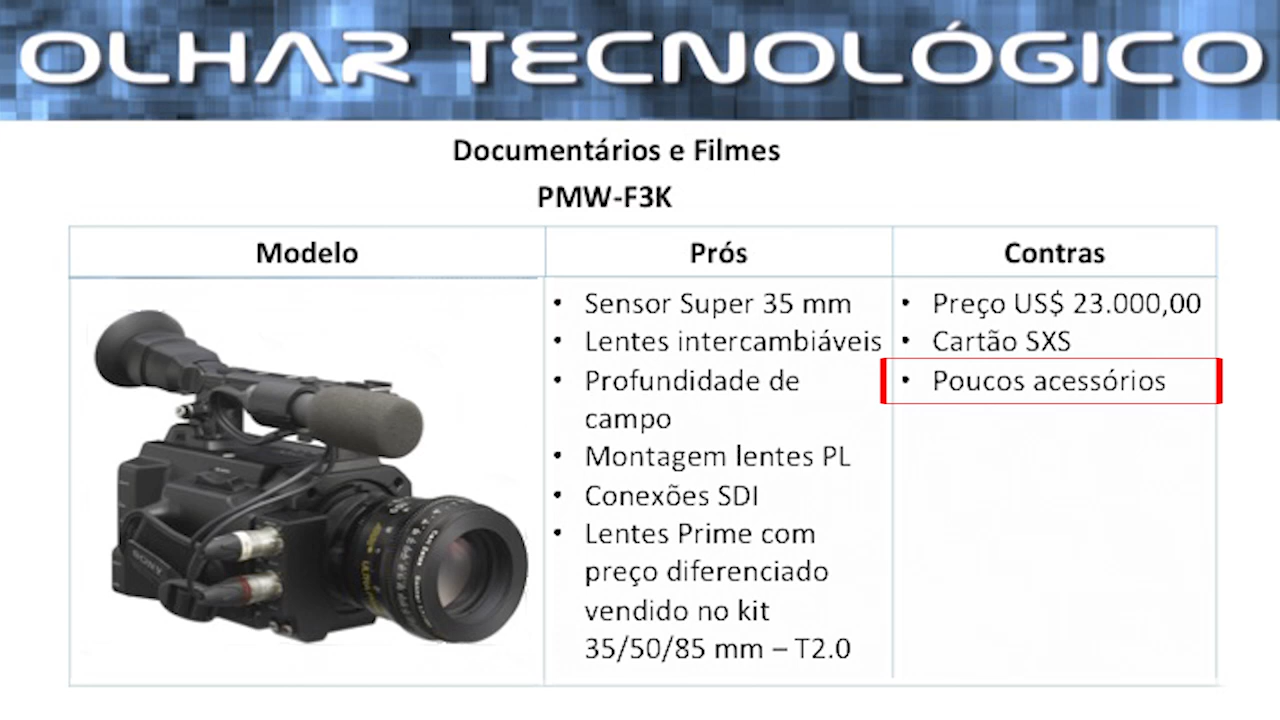 OLHAR TECNOLÓGICO
Documentários e Filmes
PMW-F3K
Modelo
Prós
Contras
• Sensor Super 35 mm
• Lentes intercambiáveis
• Profundidade de
campo
• Montagem lentes PL
• Conexões SDI
• Lentes Prime com
preço diferenciado
vendido no kit
35/50/85 mm – T2.0
• Preço US$ 23.000,00
• Cartão SXS
• Poucos acessórios
SONY